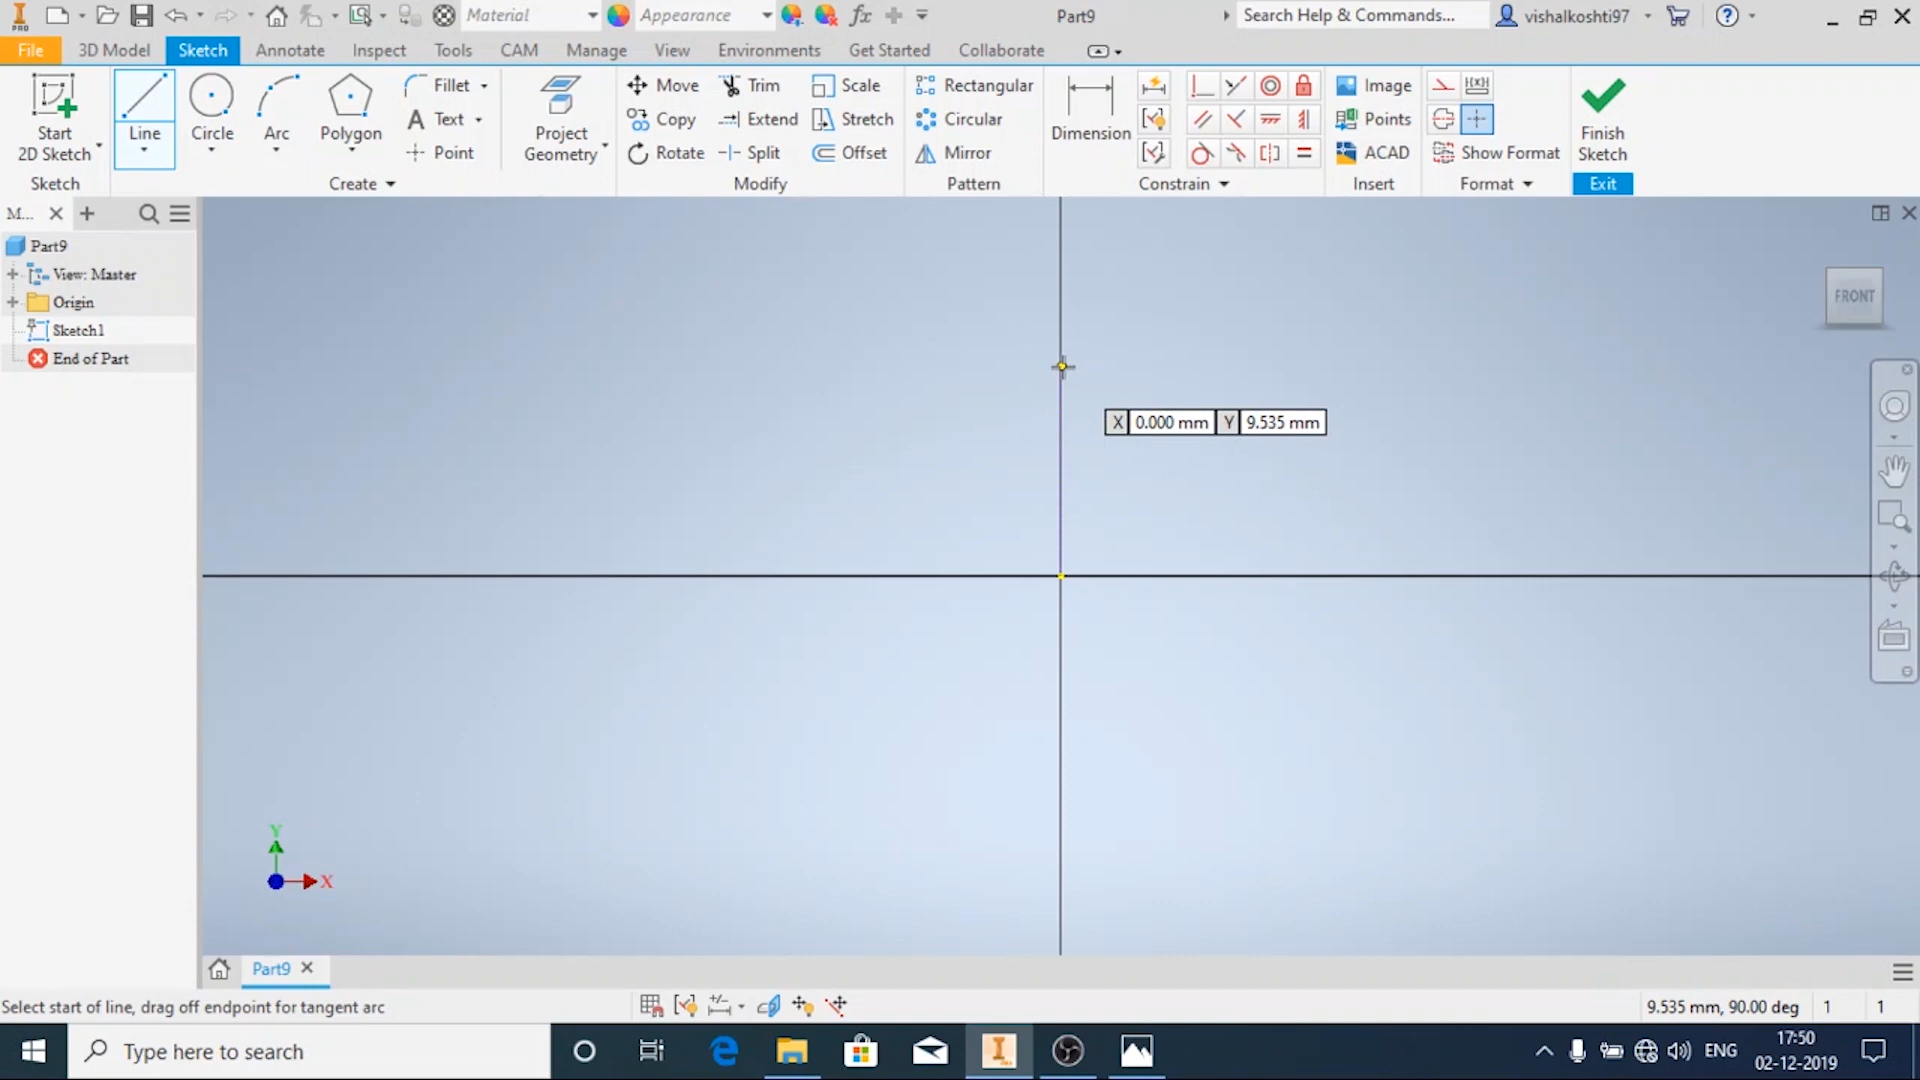 PRO
Material
Appearance
fx
Part9
Search Help & Commands...
vishalkoshti97
?
File
3D Model
Sketch
Annotate
Inspect
Tools
CAM
Manage
View
Environments
Get Started
Collaborate
Start
2D Sketch
Line
Circle
Arc
Polygon
Fillet
Text
Point
Project
Geometry
Move
Copy
Rotate
Trim
Extend
Split
Scale
Stretch
Offset
Rectangular
Circular
Mirror
Dimension
Image
Points
ACAD
Show Format
Finish
Sketch
Sketch
Create
Modify
Pattern
Constrain
Insert
Format
Exit
M...
Part9
View: Master
Origin
Sketch1
End of Part
FRONT
X 0.000 mm Y 9.535 mm
Y
X
Part9
Select start of line, drag off endpoint for tangent arc
9.535 mm, 90.00 deg 1 1
Type here to search
ENG
17:50
02-12-2019